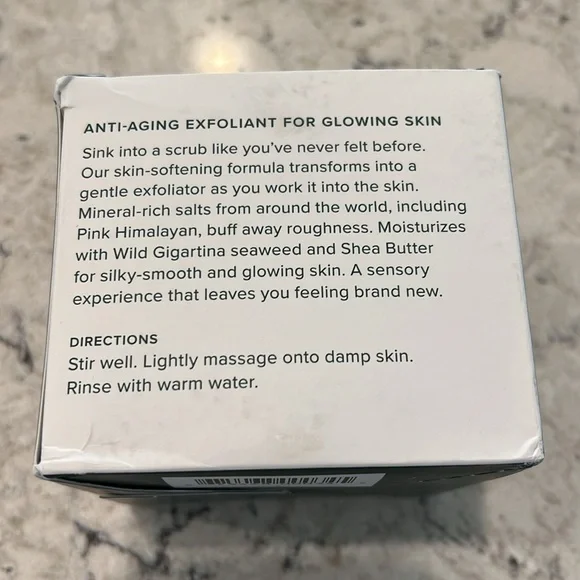 ANTI-AGING EXFOLIANT FOR GLOWING SKIN
Sink into a scrub like you've never felt before.
Our skin-softening formula transforms into a
gentle exfoliator as you work it into the skin.
Mineral-rich salts from around the world, including
Pink Himalayan, buff away roughness. Moisturizes
with Wild Gigartina seaweed and Shea Butter
for silky-smooth and glowing skin. A sensory
experience that leaves you feeling brand new.
DIRECTIONS
Stir well. Lightly massage onto damp skin.
Rinse with warm water.